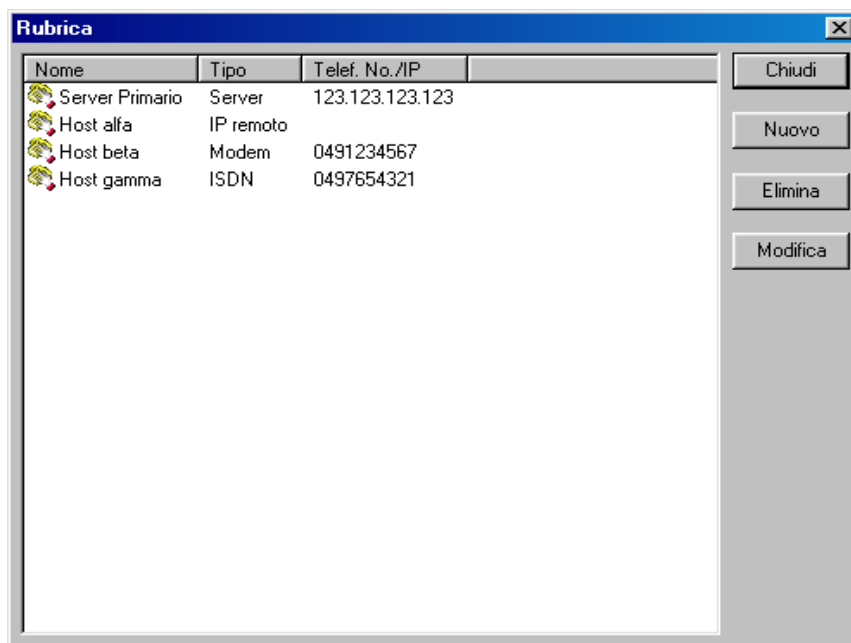 Rubrica
Nome Tipo Telef. No./IP
Server Primario Server 123.123.123.123
Host alfa IP remoto
Host beta Modem 0491234567
Host gamma ISDN 0497654321
Chiudi
Nuovo
Elimina
Modifica